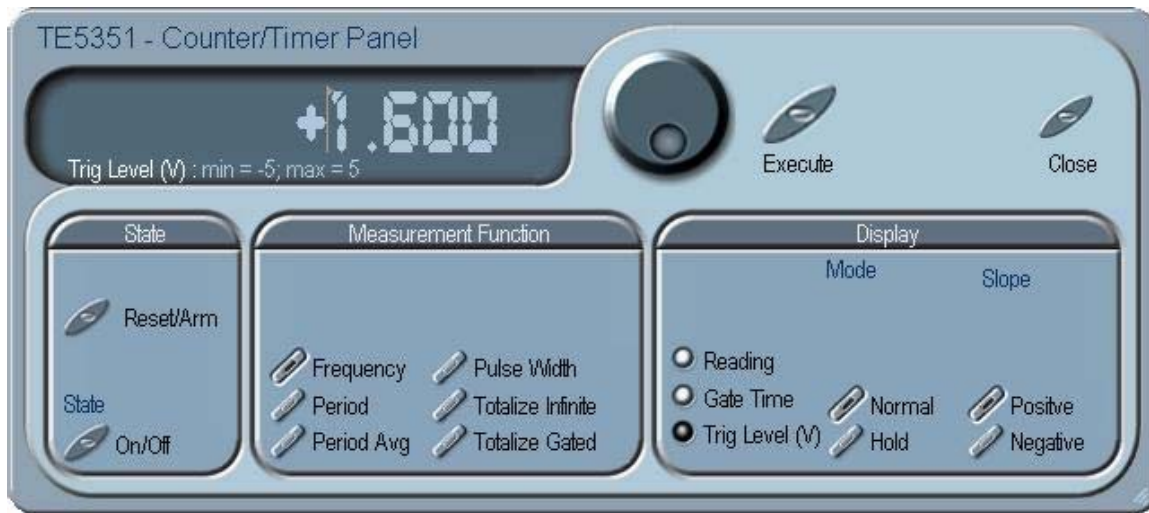 TE5351 - Counter/Timer Panel
+1.600
Trig Level (V) : min = -5; max = 5
Execute
Close
State
Reset/Arm
State
On/Off
Measurement Function
Frequency
Period
Period Avg
Pulse Width
Totalize Infinite
Totalize Gated
Display
Reading
Gate Time
Trig Level (V)
Mode
Normal
Hold
Slope
Positve
Negative